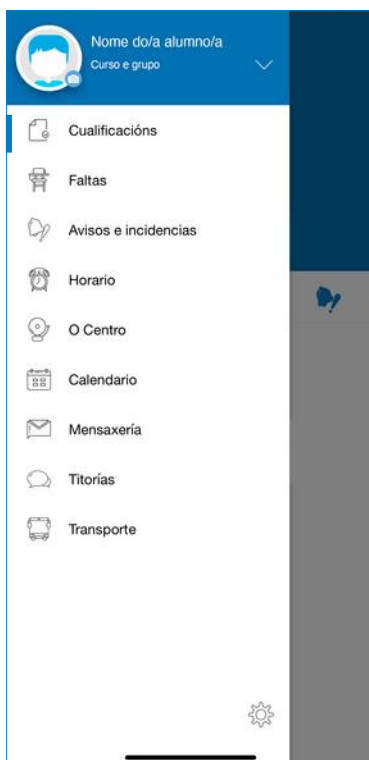 Nome do/a alumno/a
Curso e grupo
Cualificacións
Faltas
Avisos e incidencias
Horario
O Centro
Calendario
Mensaxería
Titorías
Transporte